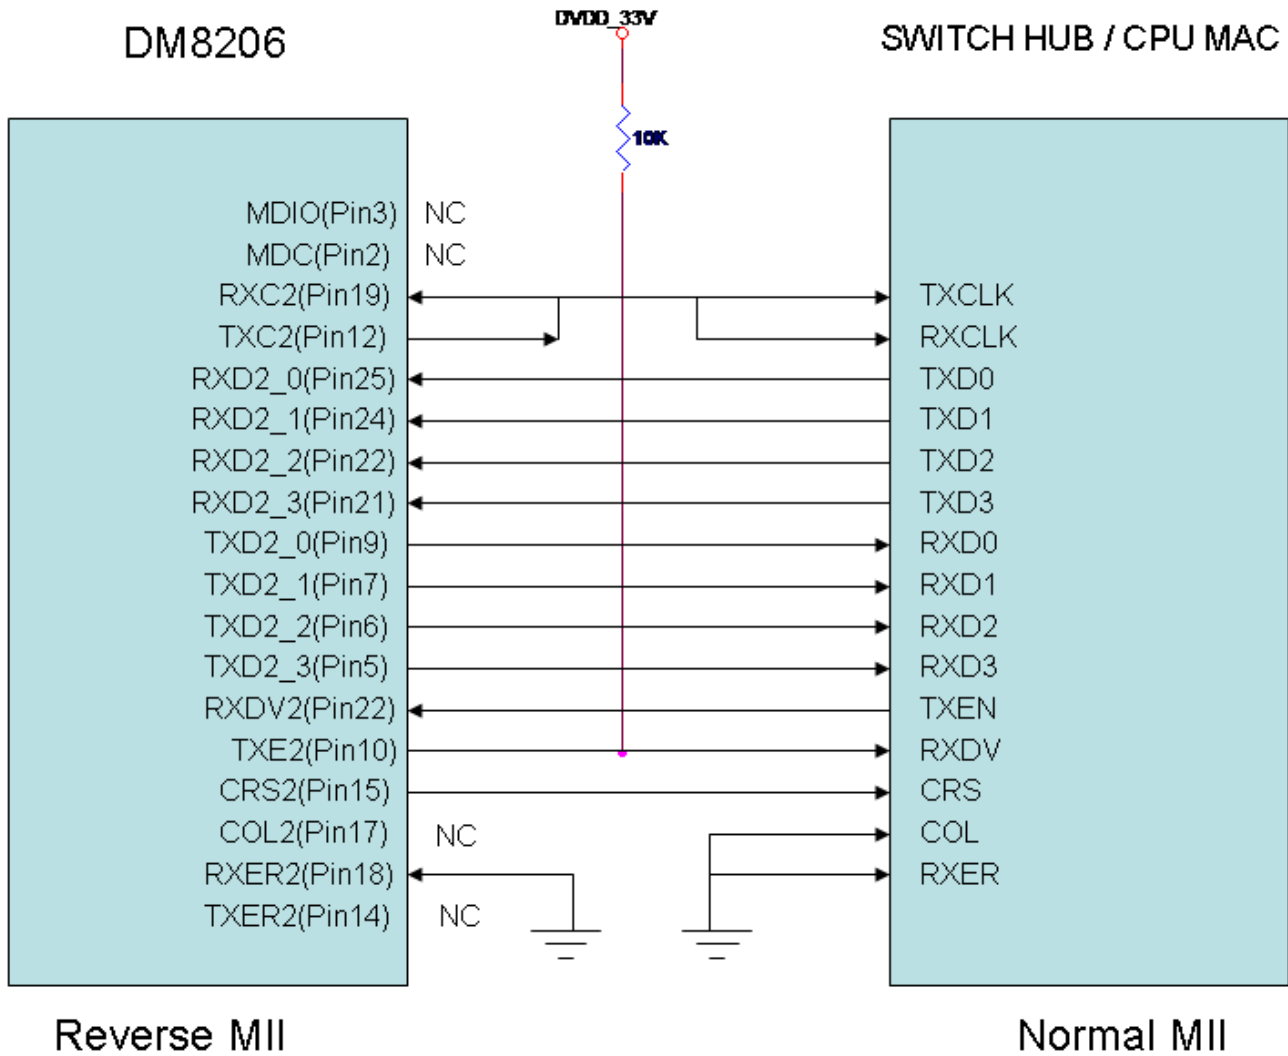 DVDD_33V
DM8206
SWITCH HUB / CPU MAC
10K
MDIO(Pin3) NC
MDC(Pin2) NC
RXC2(Pin19) TXCLK
TXC2(Pin12) RXCLK
RXD2_0(Pin25) TXD0
RXD2_1(Pin24) TXD1
RXD2_2(Pin22) TXD2
RXD2_3(Pin21) TXD3
TXD2_0(Pin9) RXD0
TXD2_1(Pin7) RXD1
TXD2_2(Pin6) RXD2
TXD2_3(Pin5) RXD3
RXDV2(Pin22) TXEN
TXE2(Pin10) RXDV
CRS2(Pin15) CRS
COL2(Pin17) NC COL
RXER2(Pin18) RXER
TXER2(Pin14) NC
Reverse MII Normal MII